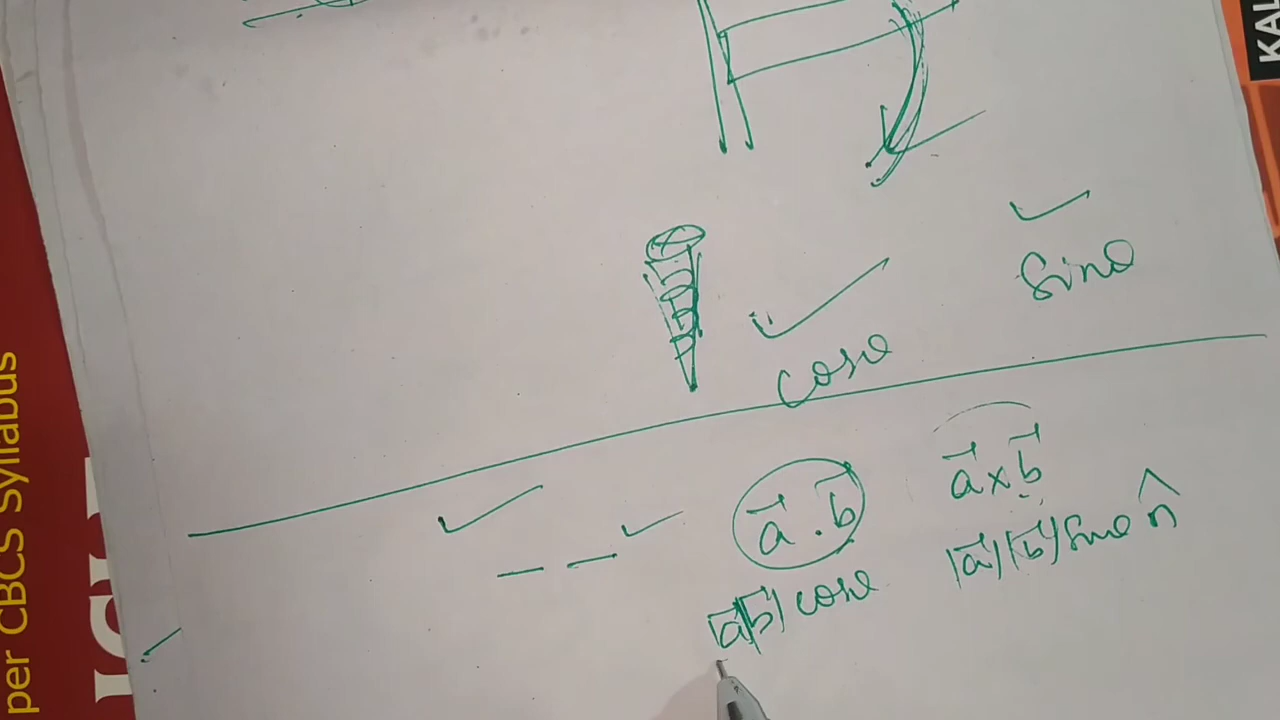 KAL
sinθ
cosθ
a⃗ . b⃗
a⃗ × b⃗
|a⃗||b⃗| cosθ
|a⃗||b⃗| sinθ n̂
per CBCS Syllabus